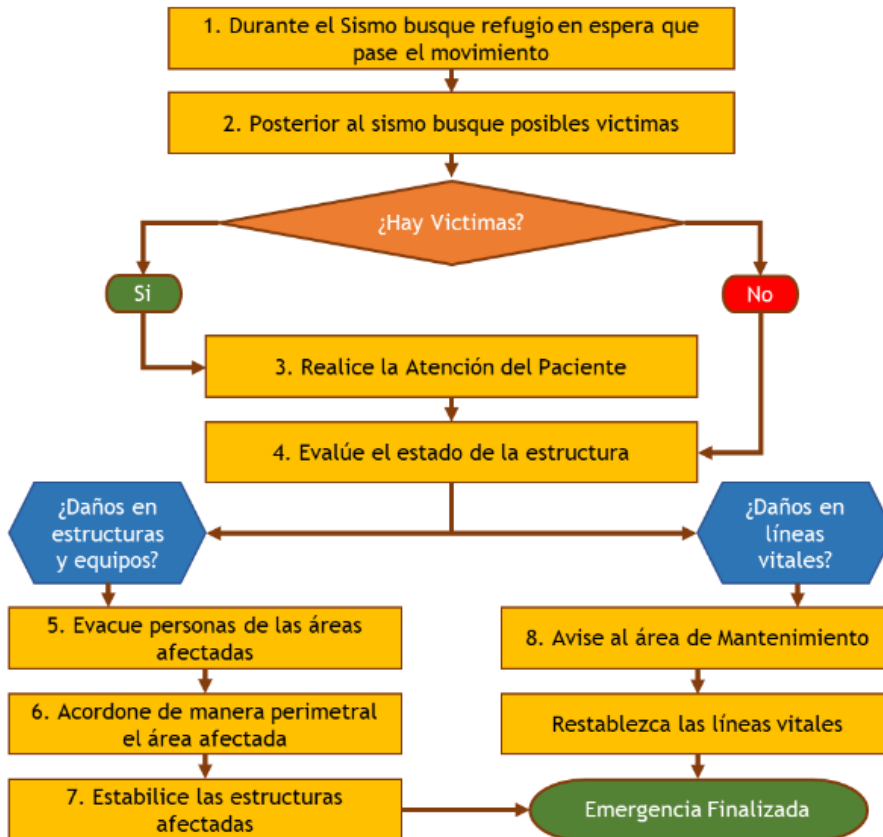 1. Durante el Sismo busque refugio en espera que
pase el movimiento
2. Posterior al sismo busque posibles victimas
¿Hay Victimas?
Si
No
3. Realice la Atención del Paciente
4. Evalúe el estado de la estructura
¿Daños en
estructuras
y equipos?
¿Daños en
líneas
vitales?
5. Evacue personas de las áreas
afectadas
8. Avise al área de Mantenimiento
6. Acordone de manera perimetral
el área afectada
Restablezca las líneas vitales
7. Estabilice las estructuras
afectadas
Emergencia Finalizada